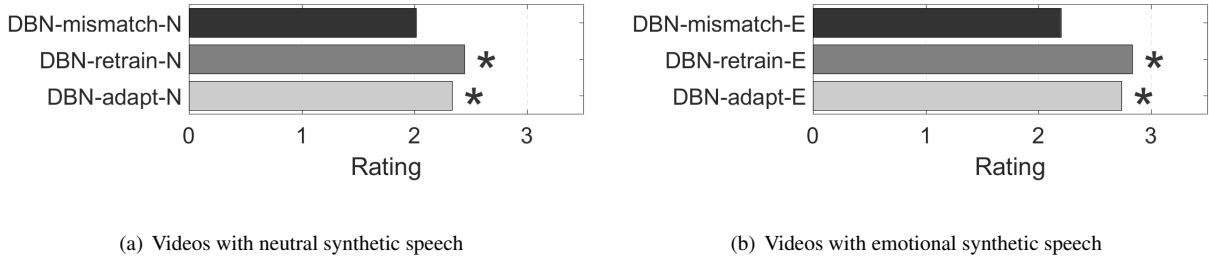 DBN-mismatch-N
DBN-retrain-N *
DBN-adapt-N *
0 1 2 3
Rating
(a) Videos with neutral synthetic speech
DBN-mismatch-E
DBN-retrain-E *
DBN-adapt-E *
0 1 2 3
Rating
(b) Videos with emotional synthetic speech